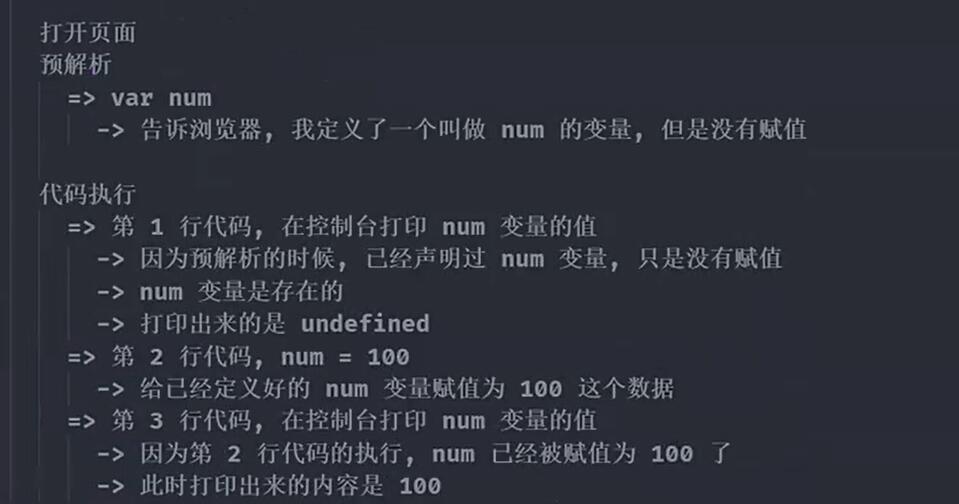 打开页面
预解析
=> var num
-> 告诉浏览器, 我定义了一个叫做 num 的变量, 但是没有赋值
代码执行
=> 第 1 行代码, 在控制台打印 num 变量的值
-> 因为预解析的时候, 已经声明过 num 变量, 只是没有赋值
-> num 变量是存在的
-> 打印出来的是 undefined
=> 第 2 行代码, num = 100
-> 给已经定义好的 num 变量赋值为 100 这个数据
=> 第 3 行代码, 在控制台打印 num 变量的值
-> 因为第 2 行代码的执行, num 已经被赋值为 100 了
-> 此时打印出来的内容是 100